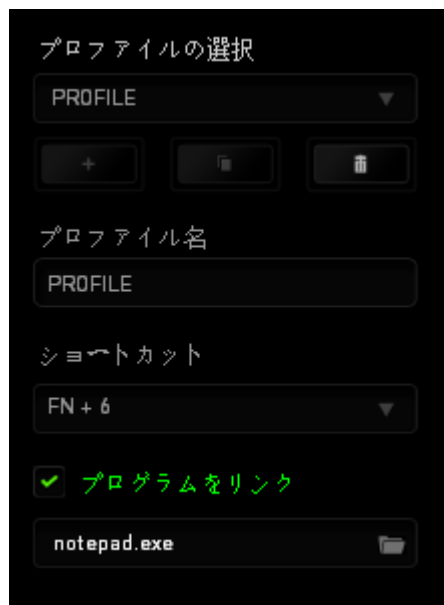 プロファイルの選択
PROFILE
プロファイル名
PROFILE
ショートカット
FN + 6
プログラムをリンク
notepad.exe